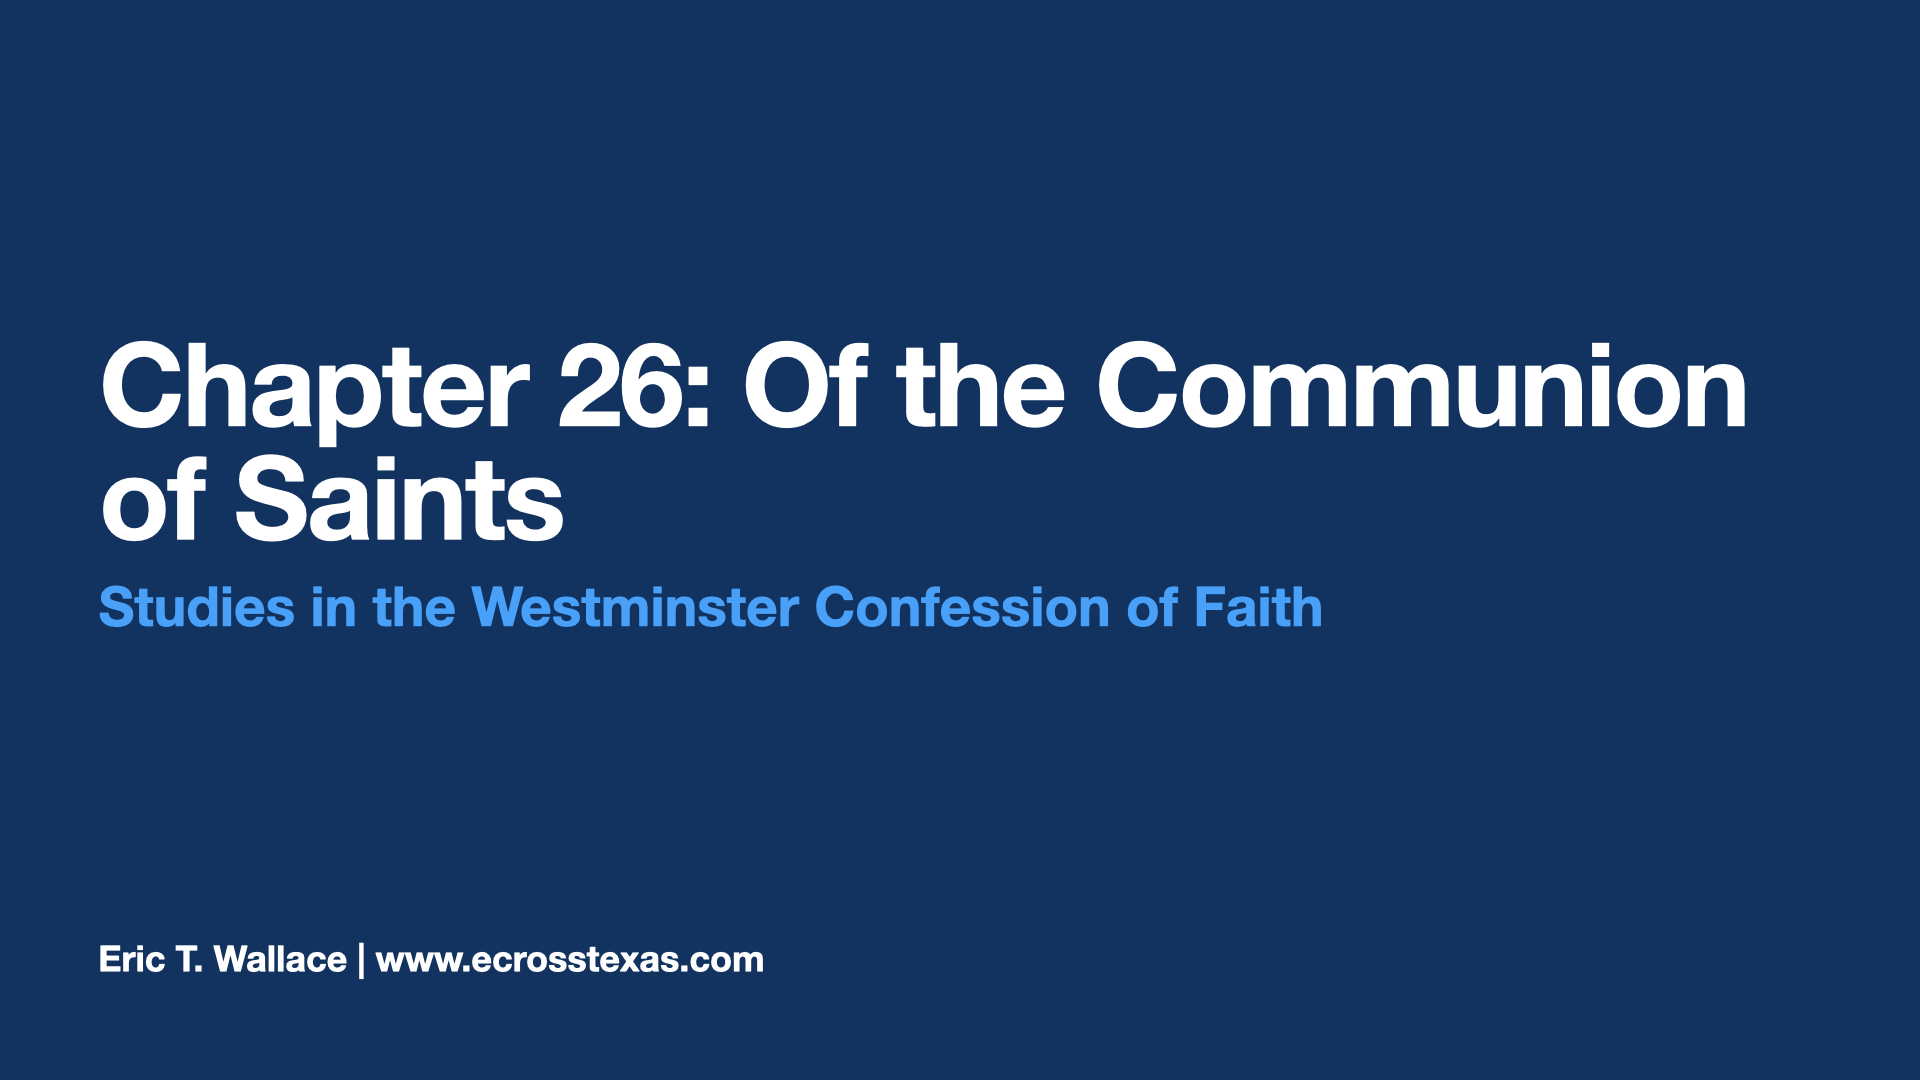 Chapter 26: Of the Communion
of Saints
Studies in the Westminster Confession of Faith
Eric T. Wallace | www.ecrosstexas.com